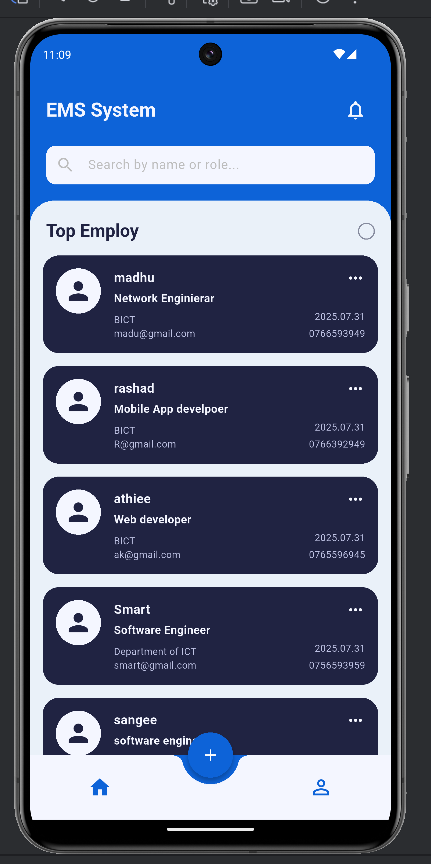 11:09
EMS System
Search by name or role...
Top Employ
madhu
Network Enginierar
BICT
2025.07.31
madu@gmail.com
0766593949
rashad
Mobile App develpoer
BICT
2025.07.31
R@gmail.com
0766392949
athiee
Web developer
BICT
2025.07.31
ak@gmail.com
0765596945
Smart
Software Engineer
Department of ICT
2025.07.31
smart@gmail.com
0756593959
sangee
software engine